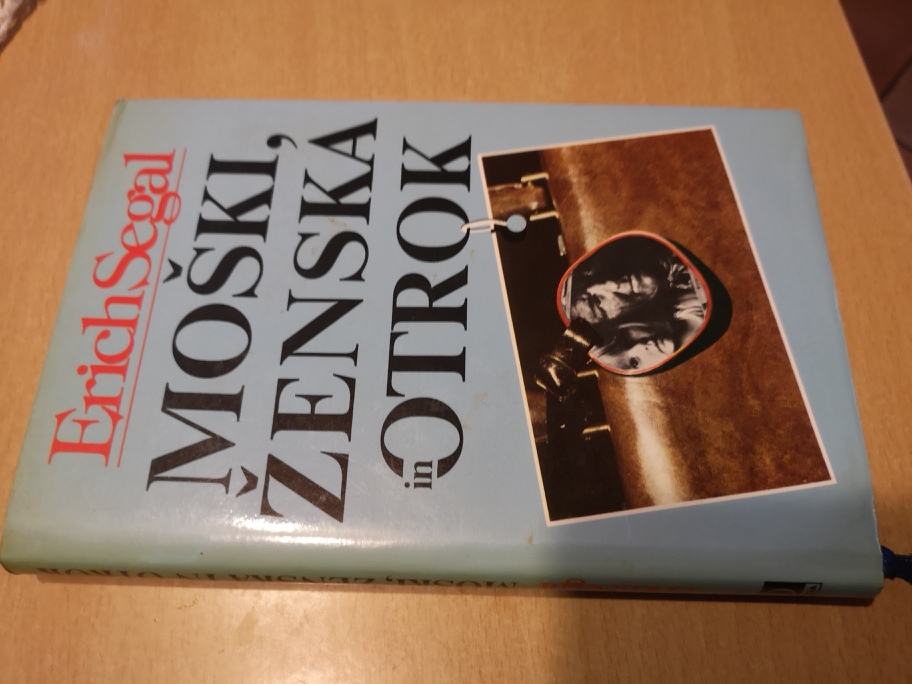 Erich Segal
MOŠKI,
ŽENSKA
in OTROK
MOŠKI, ŽENSKA IN OTROK